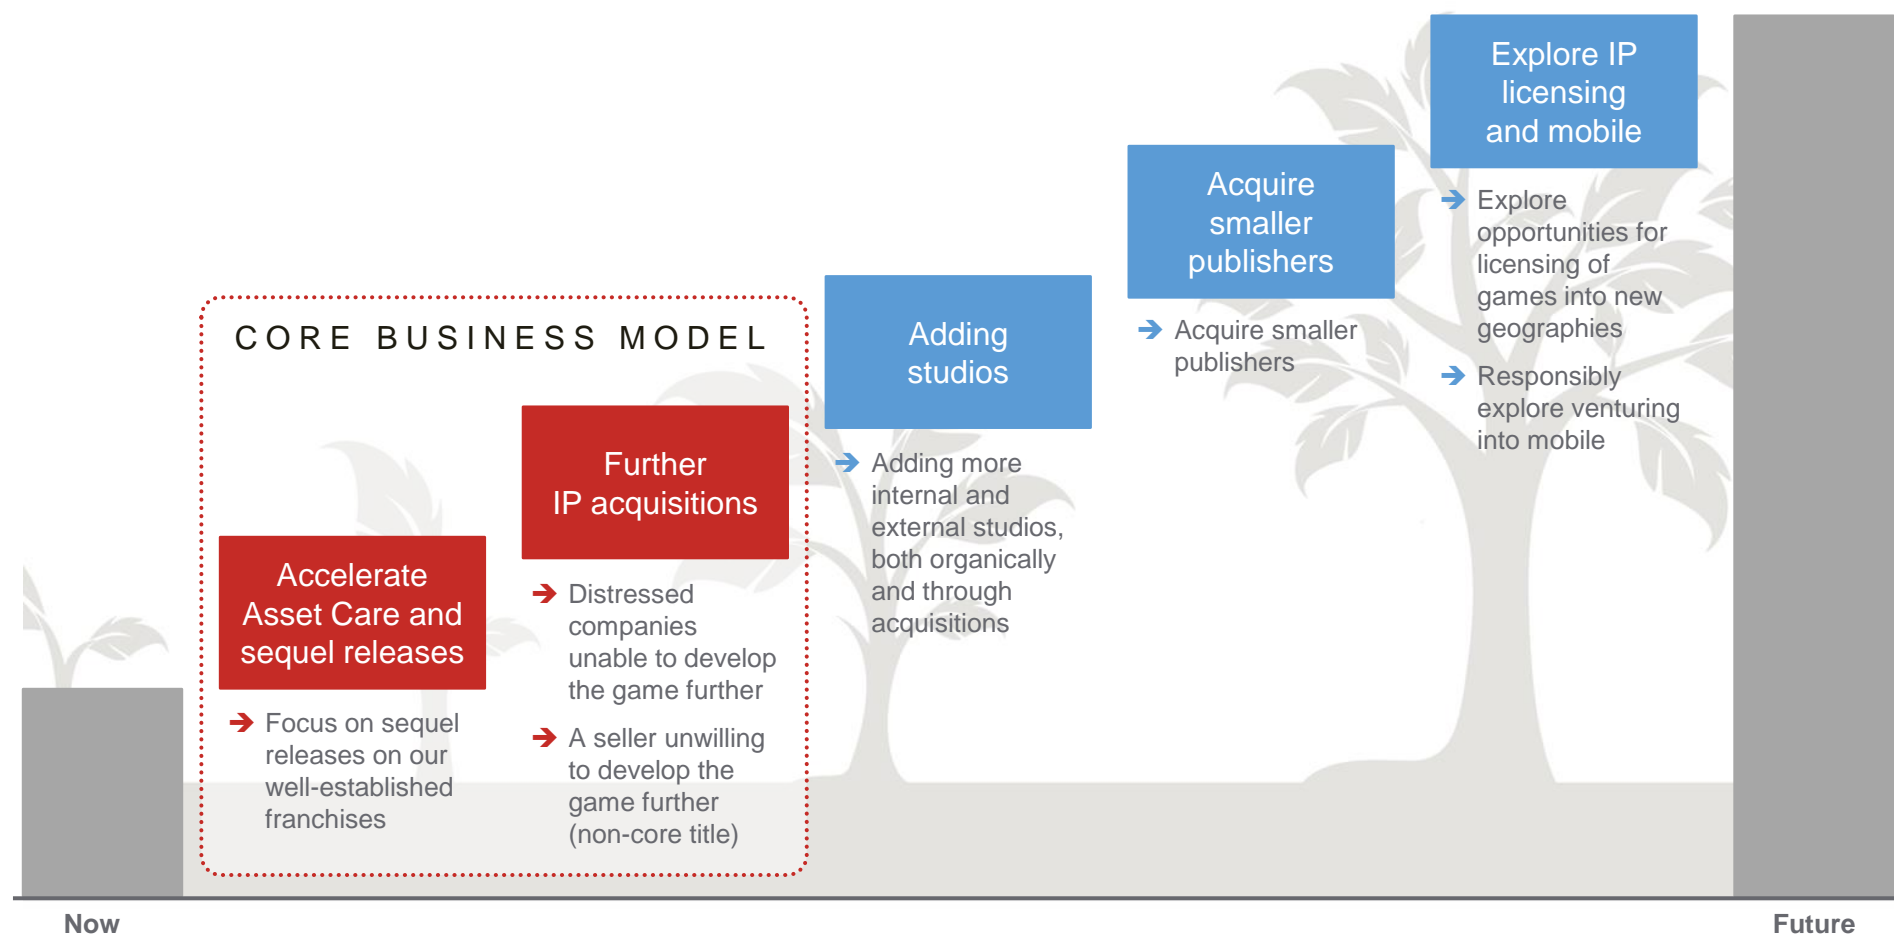 CORE BUSINESS MODEL
Accelerate
Asset Care and
sequel releases
➔ Focus on sequel
releases on our
well-established
franchises
Further
IP acquisitions
➔ Distressed
companies
unable to develop
the game further
➔ A seller unwilling
to develop the
game further
(non-core title)
Adding
studios
➔ Adding more
internal and
external studios,
both organically
and through
acquisitions
Acquire
smaller
publishers
➔ Acquire smaller
publishers
Explore IP
licensing
and mobile
➔ Explore
opportunities for
licensing of
games into new
geographies
➔ Responsibly
explore venturing
into mobile
Now
Future